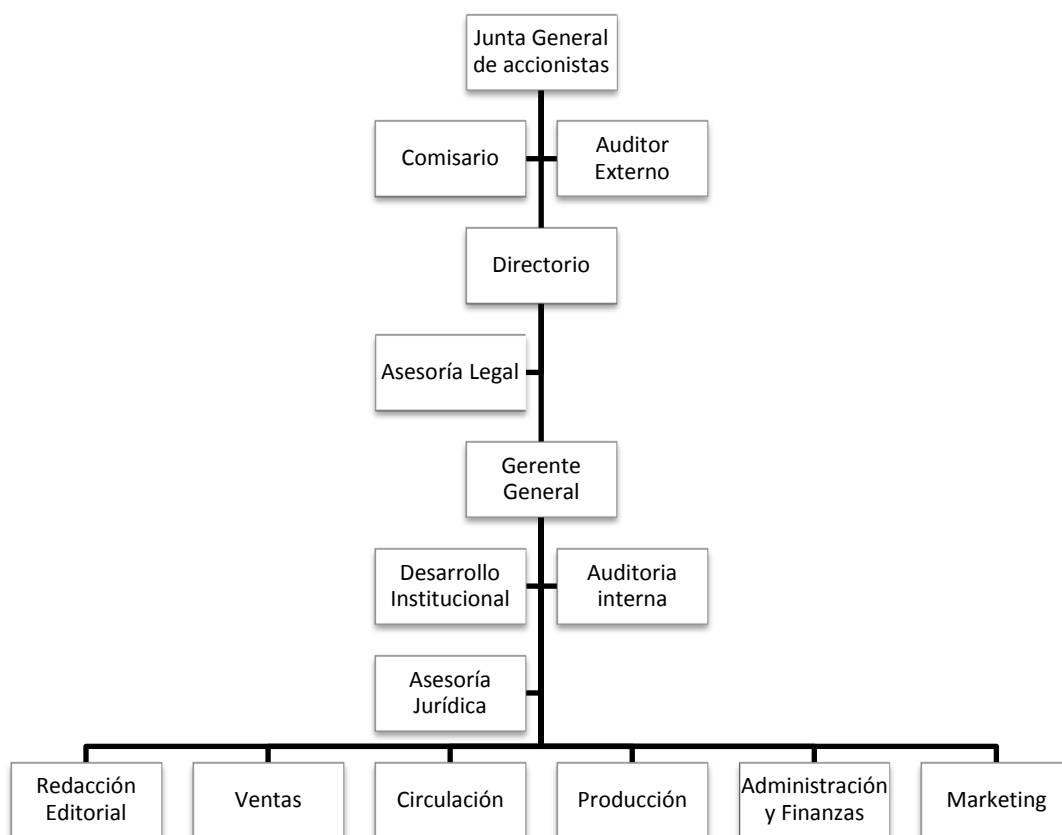 Junta General
de accionistas
Comisario
Auditor
Externo
Directorio
Asesoría Legal
Gerente
General
Desarrollo
Institucional
Auditoria
interna
Asesoría
Jurídica
Redacción
Editorial
Ventas
Circulación
Producción
Administración
y Finanzas
Marketing